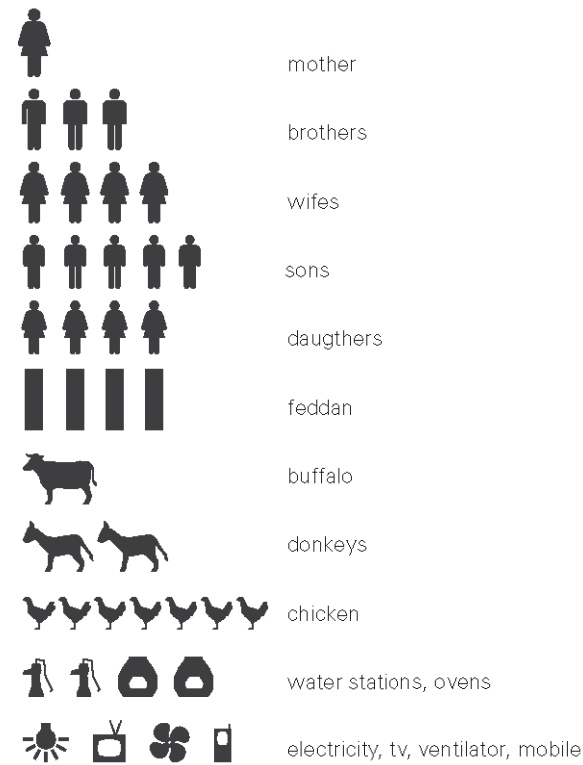 mother
brothers
wifes
sons
daugthers
feddan
buffalo
donkeys
chicken
water stations, ovens
electricity, tv, ventilator, mobile